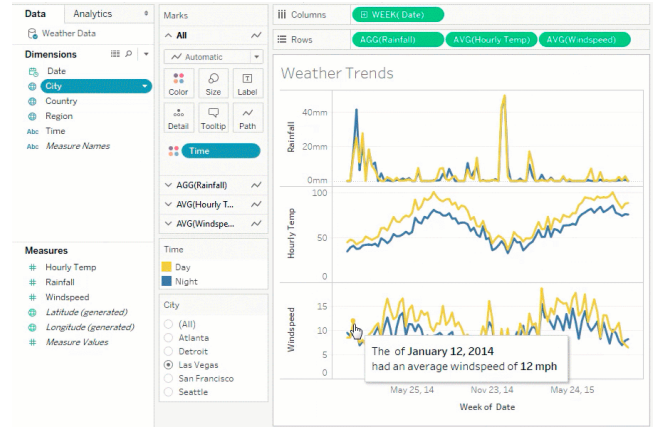 Data Analytics
Weather Data
Dimensions
Date
City
Country
Region
Abc Time
Abc Measure Names
Measures
# Hourly Temp
# Rainfall
# Windspeed
Latitude (generated)
Longitude (generated)
# Measure Values
Marks
All
Automatic
Color Size Label
Detail Tooltip Path
Time
AGG(Rainfall)
AVG(Hourly T...
AVG(Windspe...
Time
Day
Night
City
(All)
Atlanta
Detroit
Las Vegas
San Francisco
Seattle
Columns WEEK(Date)
Rows AGG(Rainfall) AVG(Hourly Temp) AVG(Windspeed)
Weather Trends
Rainfall
40mm
20mm
0mm
Hourly Temp
100
50
0
Windspeed
15
10
5
0
The of January 12, 2014
had an average windspeed of 12 mph
May 25, 14 Nov 23, 14 May 24, 15
Week of Date